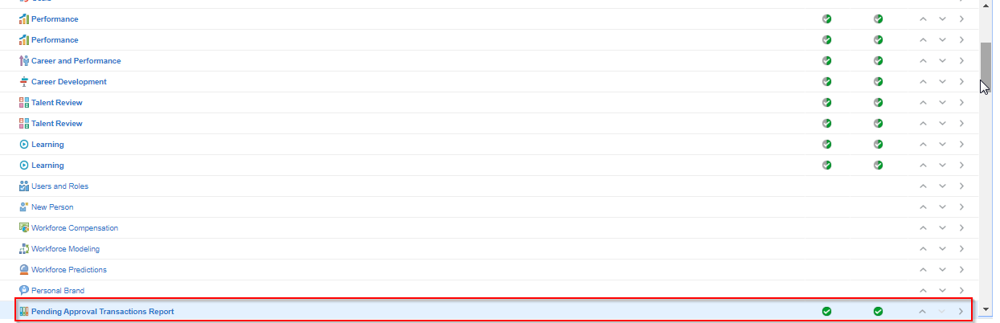 Performance
Performance
Career and Performance
Career Development
Talent Review
Talent Review
Learning
Learning
Users and Roles
New Person
Workforce Compensation
Workforce Modeling
Workforce Predictions
Personal Brand
Pending Approval Transactions Report